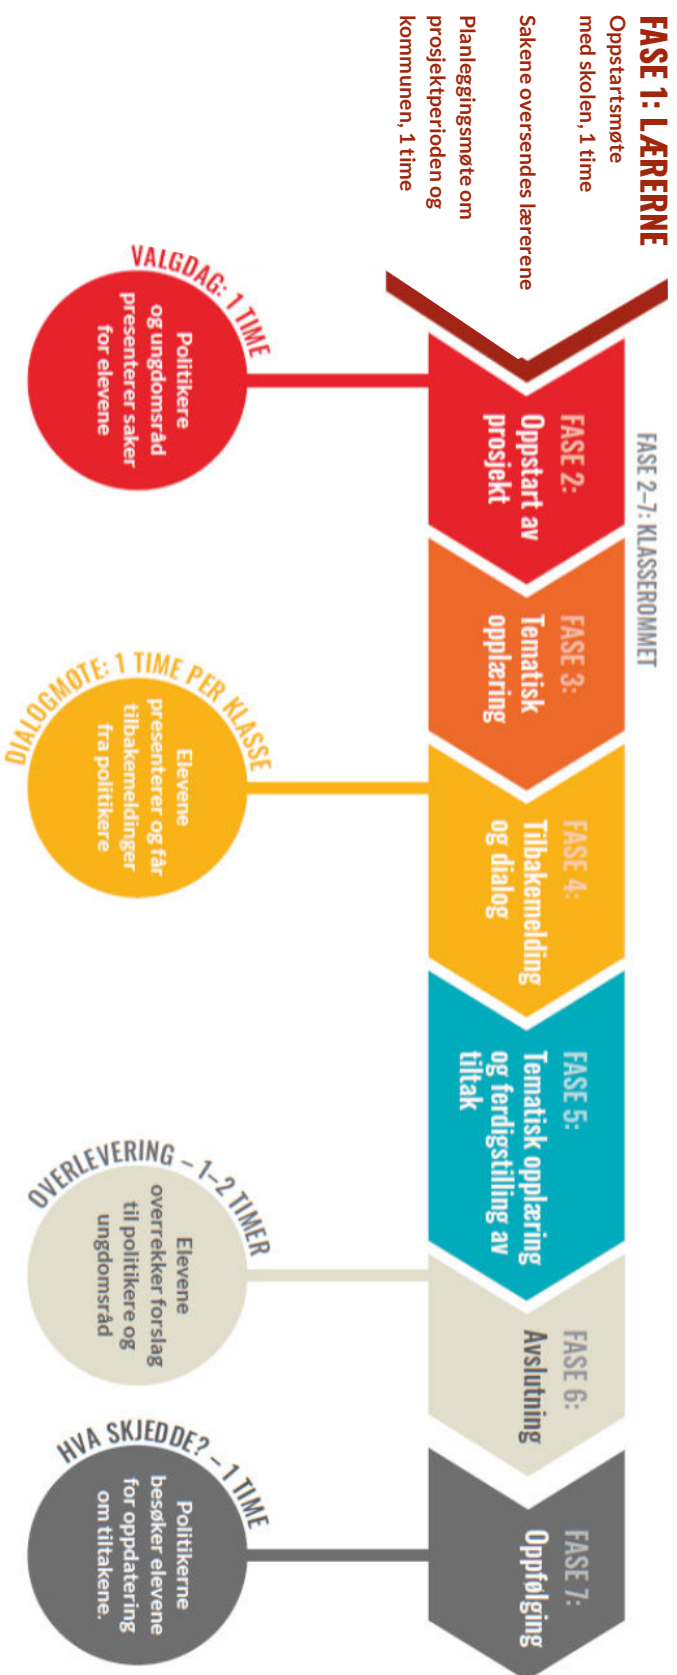 FASE 1: LÆRERNE
Oppstartsmøte
med skolen, 1 time
Sakene oversendes lærerene
Planleggingsmøte om
prosjektperioden og
kommunen, 1 time
FASE 2–7: KLASSEROMMET
FASE 2:
Oppstart av
prosjekt
FASE 3:
Tematisk
opplæring
FASE 4:
Tilbakemelding
og dialog
FASE 5:
Tematisk opplæring
og ferdigstilling av
tiltak
FASE 6:
Avslutning
FASE 7:
Oppfølging
VALGDAG: 1 TIME
Politikere
og ungdomsråd
presenterer saker
for elevene
DIALOGMØTE: 1 TIME PER KLASSE
Elevene
presenterer og får
tilbakemeldinger
fra politikere
OVERLEVERING – 1–2 TIMER
Elevene
overrekker forslag
til politikere og
ungdomsråd
HVA SKJEDDE? – 1 TIME
Politikerne
besøker elevene
for oppdatering
om tiltakene.